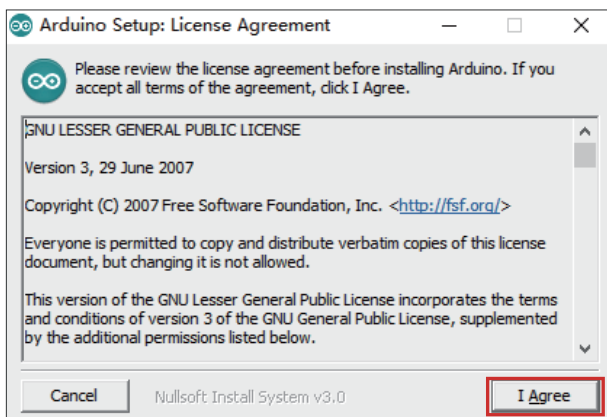 Arduino Setup: License Agreement
Please review the license agreement before installing Arduino. If you
accept all terms of the agreement, click I Agree.
GNU LESSER GENERAL PUBLIC LICENSE
Version 3, 29 June 2007
Copyright (C) 2007 Free Software Foundation, Inc. <http://fsf.org/>
Everyone is permitted to copy and distribute verbatim copies of this license
document, but changing it is not allowed.
This version of the GNU Lesser General Public License incorporates the terms
and conditions of version 3 of the GNU General Public License, supplemented
by the additional permissions listed below.
Cancel
Nullsoft Install System v3.0
I Agree